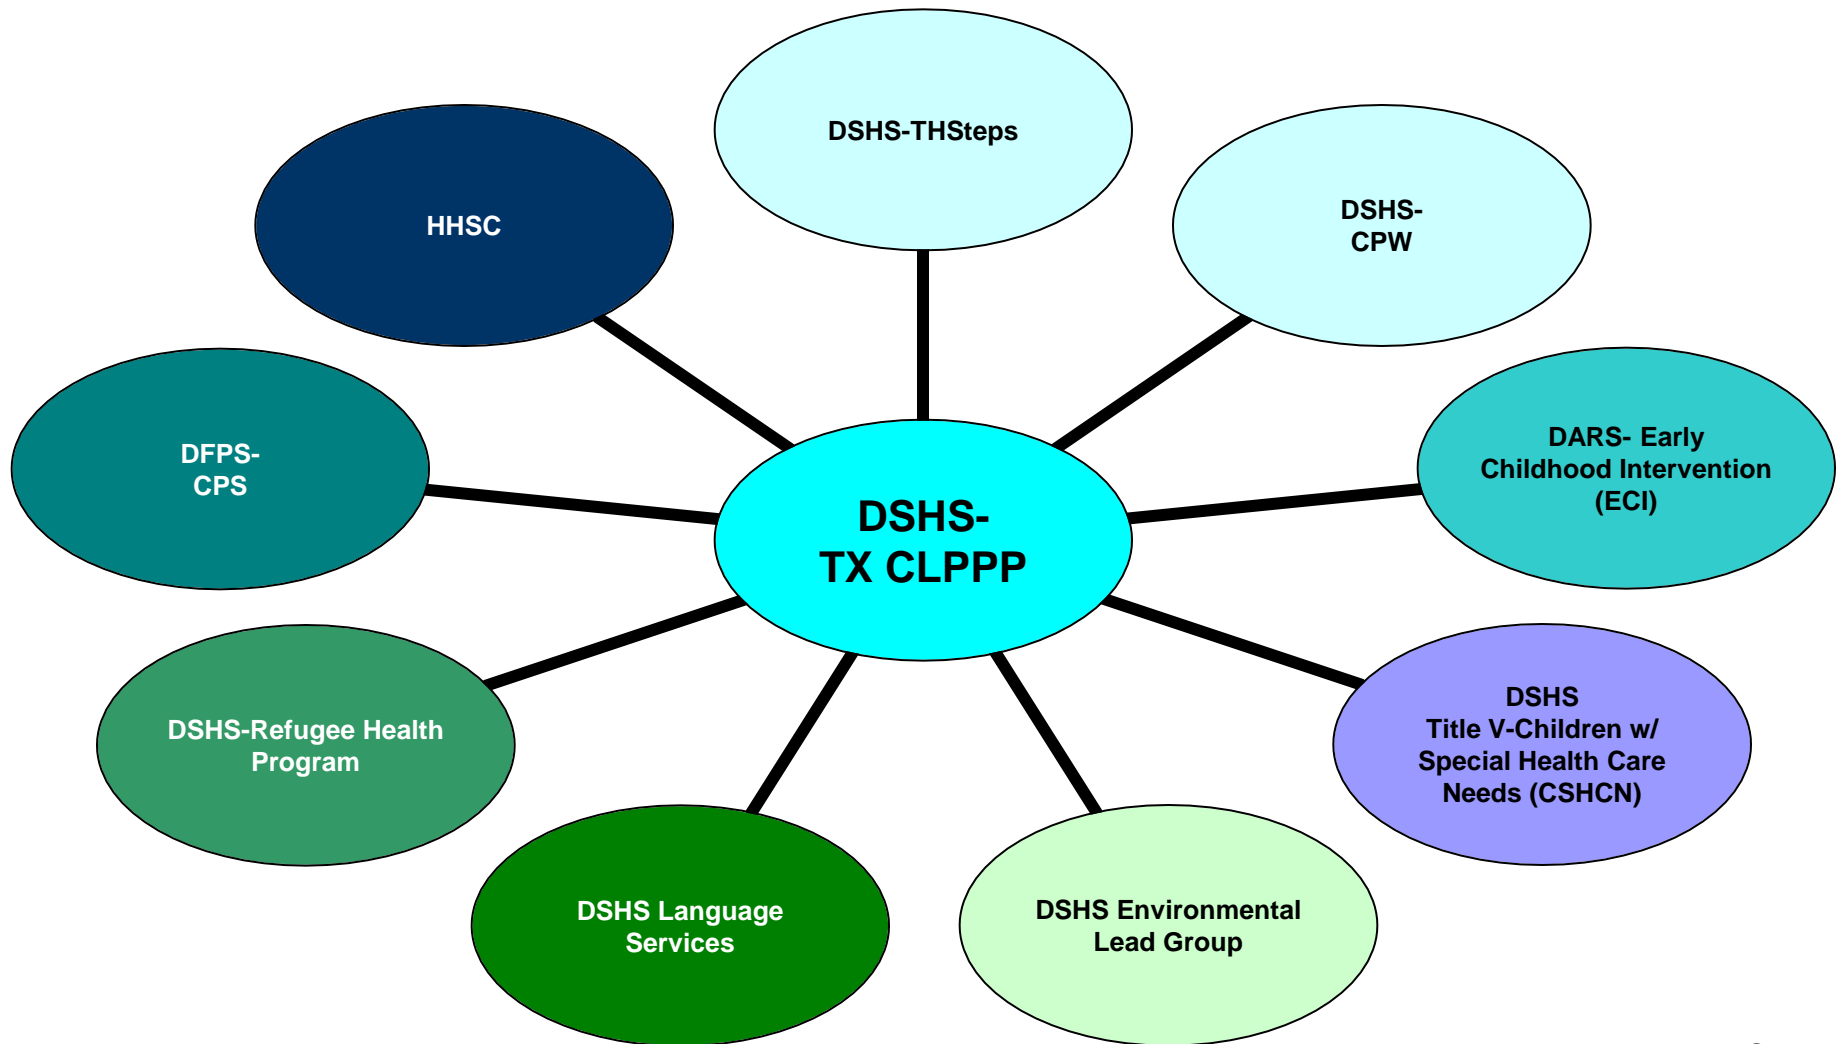 DSHS-THSteps
HHSC
DSHS-
CPW
DFPS-
CPS
DARS- Early
Childhood Intervention
(ECI)
DSHS-
TX CLPPP
DSHS-Refugee Health
Program
DSHS
Title V-Children w/
Special Health Care
Needs (CSHCN)
DSHS Language
Services
DSHS Environmental
Lead Group